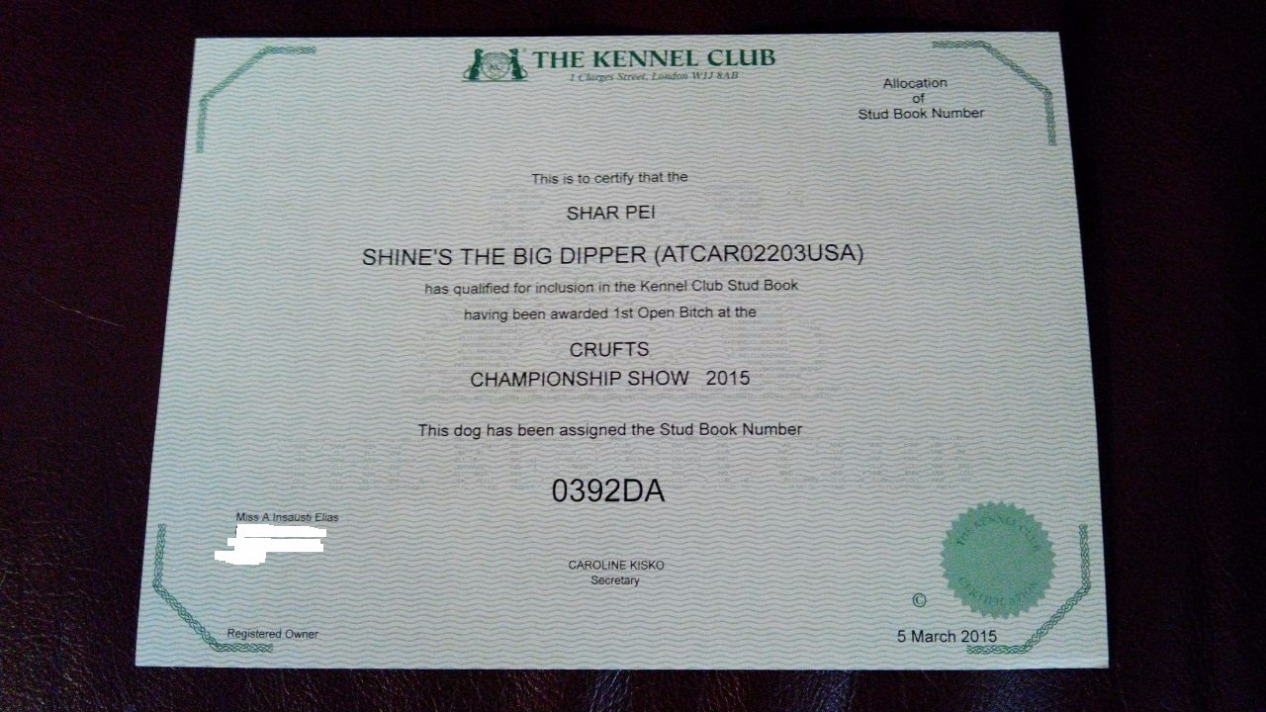 THE KENNEL CLUB
1 Clarges Street, London W1J 8AB
Allocation
of
Stud Book Number
This is to certify that the
SHAR PEI
SHINE'S THE BIG DIPPER (ATCAR02203USA)
has qualified for inclusion in the Kennel Club Stud Book
having been awarded 1st Open Bitch at the
CRUFTS
CHAMPIONSHIP SHOW 2015
This dog has been assigned the Stud Book Number
0392DA
Miss A Insausti Elias
CAROLINE KISKO
Secretary
THE KENNEL CLUB
©
Registered Owner
5 March 2015